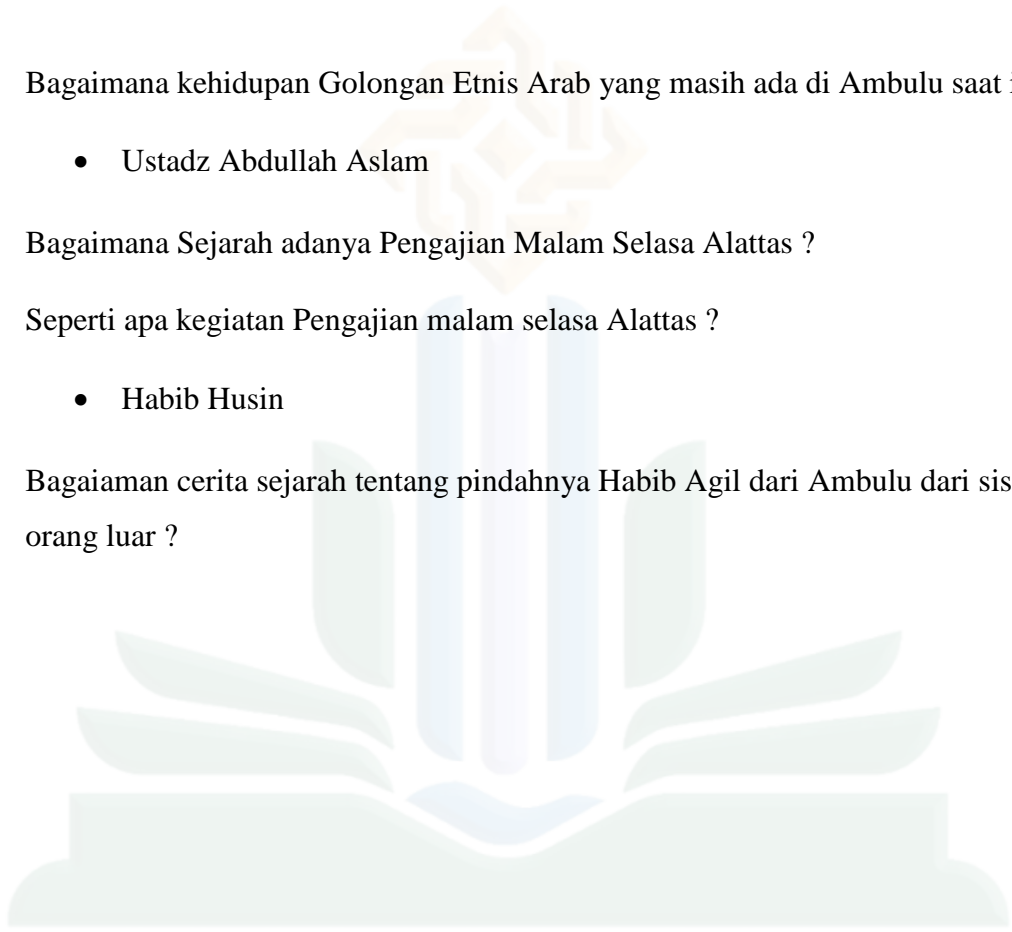 Bagaimana kehidupan Golongan Etnis Arab yang masih ada di Ambulu saat
• Ustadz Abdullah Aslam
Bagaimana Sejarah adanya Pengajian Malam Selasa Alattas ?
Seperti apa kegiatan Pengajian malam selasa Alattas ?
• Habib Husin
Bagaiaman cerita sejarah tentang pindahnya Habib Agil dari Ambulu dari
orang luar ?